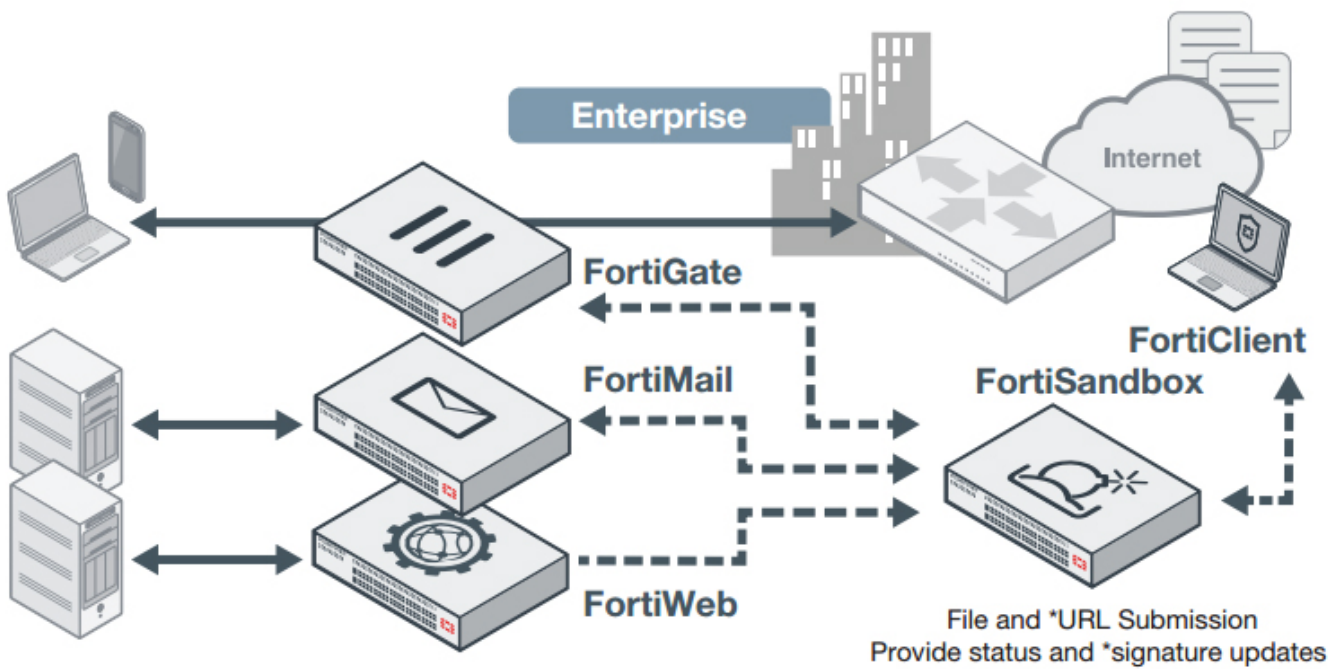 Enterprise
Internet
FortiGate
FortiClient
FortiMail
FortiSandbox
FortiWeb
File and *URL Submission
Provide status and *signature updates